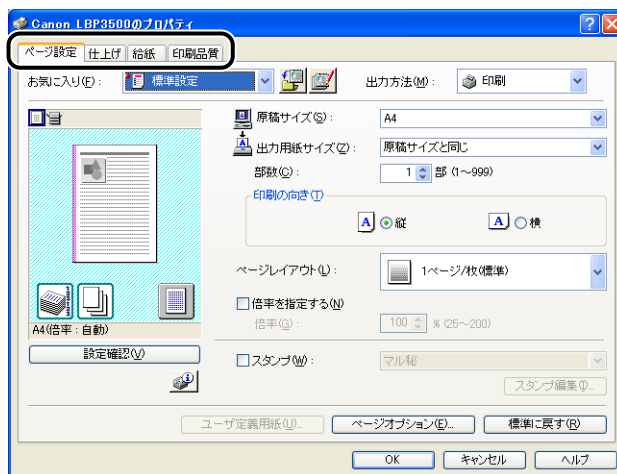 Canon LBP3500のプロパティ
ページ設定 仕上げ 給紙 印刷品質
お気に入り(F): 標準設定 出力方法(M): 印刷
原稿サイズ(S): A4
出力用紙サイズ(Z): 原稿サイズと同じ
部数(C): 1 部 (1~999)
印刷の向き(T)
A 縦 A 横
ページレイアウト(L): 1ページ/枚(標準)
倍率を指定する(N)
倍率(G): 100 % (25~200)
A4(倍率:自動)
設定確認(V)
スタンプ(W): マル秘
スタンプ編集(I)...
ユーザ定義用紙(U)... ページオプション(E)... 標準に戻す(R)
OK キャンセル ヘルプ